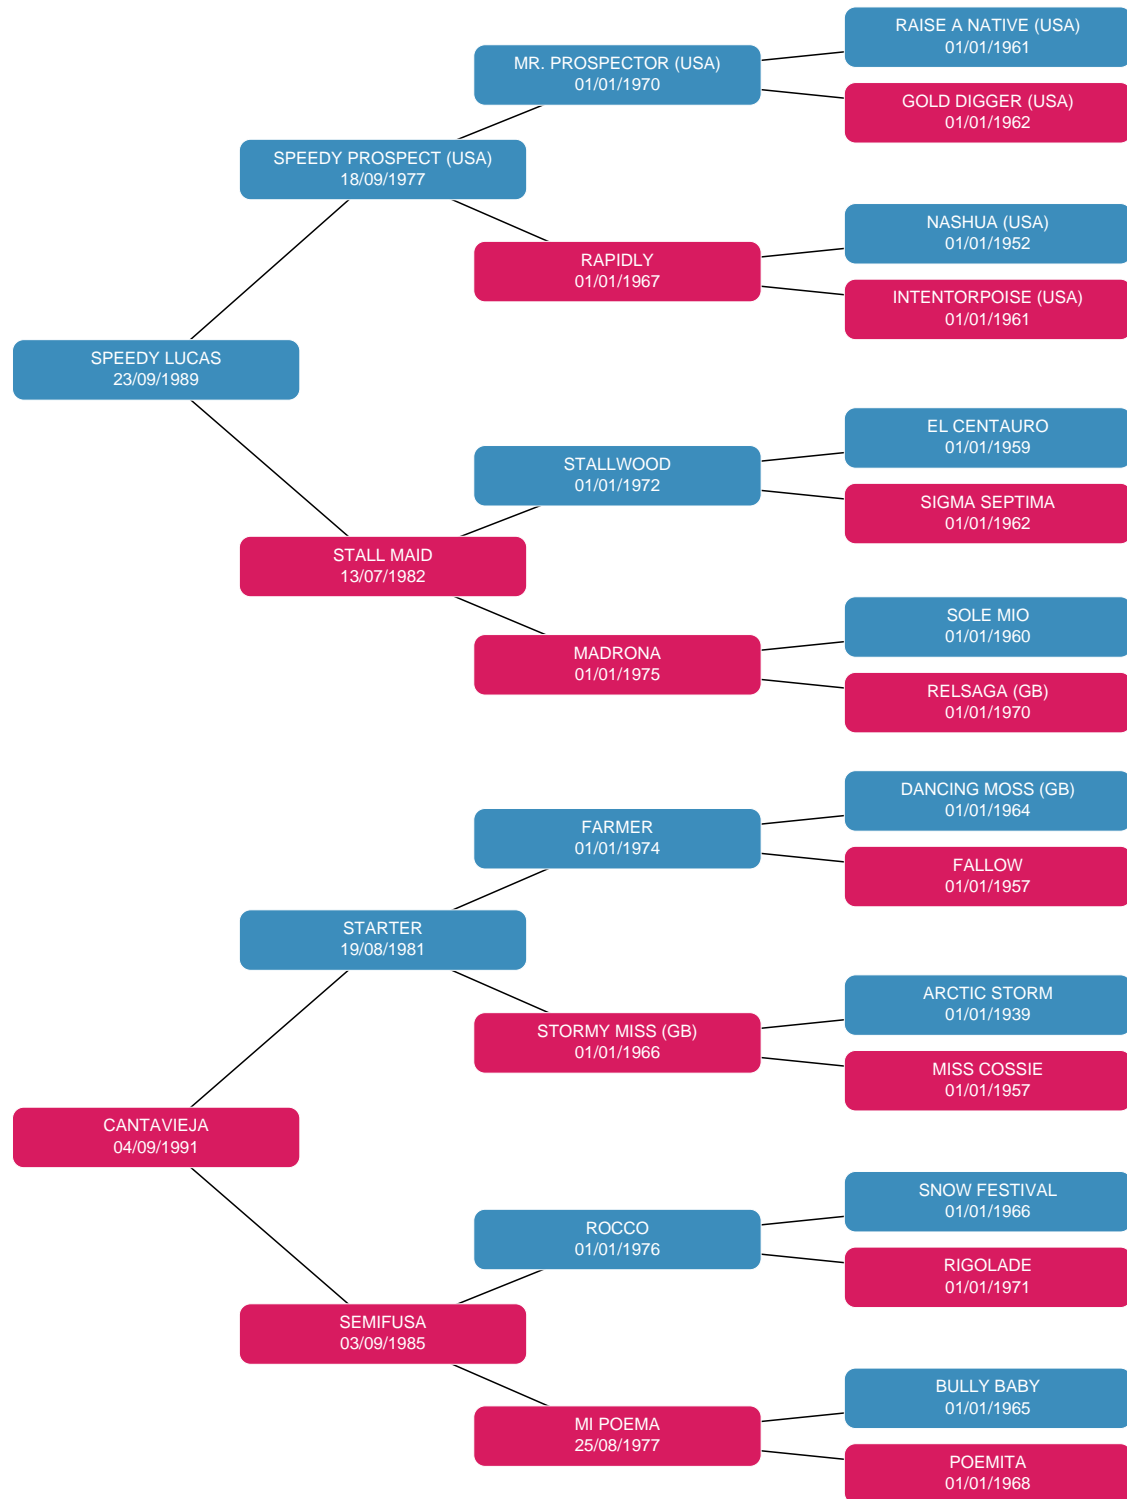 RAISE A NATIVE (USA)
01/01/1961
MR. PROSPECTOR (USA)
01/01/1970
GOLD DIGGER (USA)
01/01/1962
SPEEDY PROSPECT (USA)
18/09/1977
NASHUA (USA)
01/01/1952
RAPIDLY
01/01/1967
INTENTORPOISE (USA)
01/01/1961
SPEEDY LUCAS
23/09/1989
EL CENTAURO
01/01/1959
STALLWOOD
01/01/1972
SIGMA SEPTIMA
01/01/1962
STALL MAID
13/07/1982
SOLE MIO
01/01/1960
MADRONA
01/01/1975
RELSAGA (GB)
01/01/1970
DANCING MOSS (GB)
01/01/1964
FARMER
01/01/1974
FALLOW
01/01/1957
STARTER
19/08/1981
ARCTIC STORM
01/01/1939
STORMY MISS (GB)
01/01/1966
MISS COSSIE
01/01/1957
CANTAVIEJA
04/09/1991
SNOW FESTIVAL
01/01/1966
ROCCO
01/01/1976
RIGOLADE
01/01/1971
SEMIFUSA
03/09/1985
BULLY BABY
01/01/1965
MI POEMA
25/08/1977
POEMITA
01/01/1968